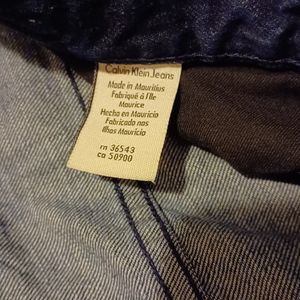 Calvin Klein Jeans
Made in Mauritius
Fabriqué à l'Ile
Maurice
Hecho en Mauricio
Fabricado nas
Ilhas Mauricio
rn 36543
ca 50900